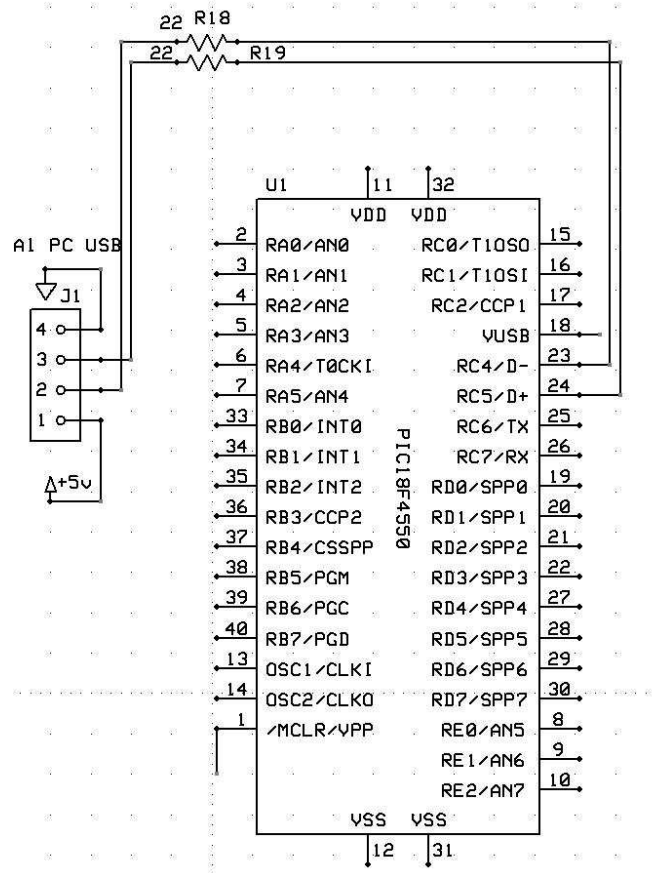 22 R18
22 R19
U1
11 32
VDD VDD
A1 PC USB
J1
4
3
2
1
+5v
2 RA0/AN0 RC0/T1OSO 15
3 RA1/AN1 RC1/T1OSI 16
4 RA2/AN2 RC2/CCP1 17
5 RA3/AN3 VUSB 18
6 RA4/T0CKI RC4/D- 23
7 RA5/AN4 RC5/D+ 24
33 RB0/INT0 RC6/TX 25
34 RB1/INT1 RC7/RX 26
35 RB2/INT2 RD0/SPP0 19
36 RB3/CCP2 RD1/SPP1 20
37 RB4/CSSPP RD2/SPP2 21
38 RB5/PGM RD3/SPP3 22
39 RB6/PGC RD4/SPP4 27
40 RB7/PGD RD5/SPP5 28
13 OSC1/CLKI RD6/SPP6 29
14 OSC2/CLKO RD7/SPP7 30
1 /MCLR/VPP RE0/AN5 8
RE1/AN6 9
RE2/AN7 10
PIC18F4550
VSS VSS
12 31